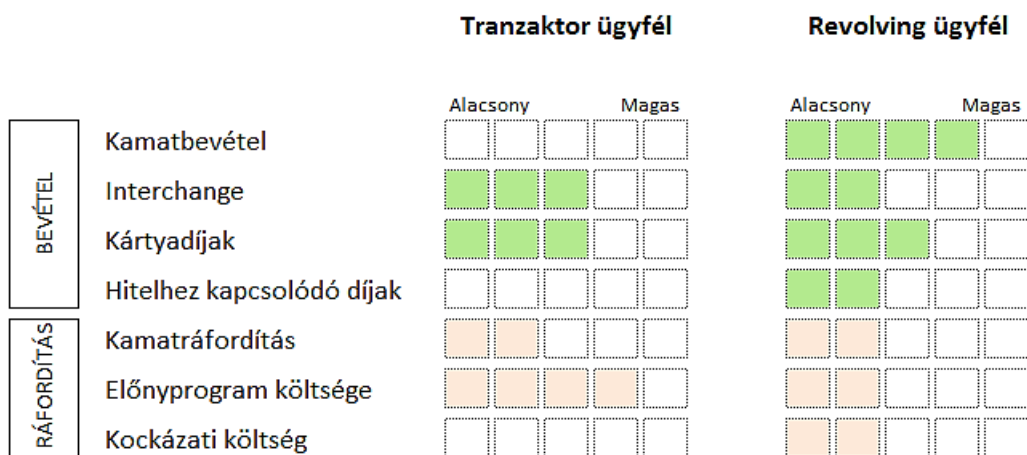 Tranzaktor ügyfél Revolving ügyfél
Alacsony Magas Alacsony Magas
BEVÉTEL
Kamatbevétel
Interchange
Kártyadíjak
Hitelhez kapcsolódó díjak
RÁFORDÍTÁS
Kamatráfordítás
Előnyprogram költsége
Kockázati költség